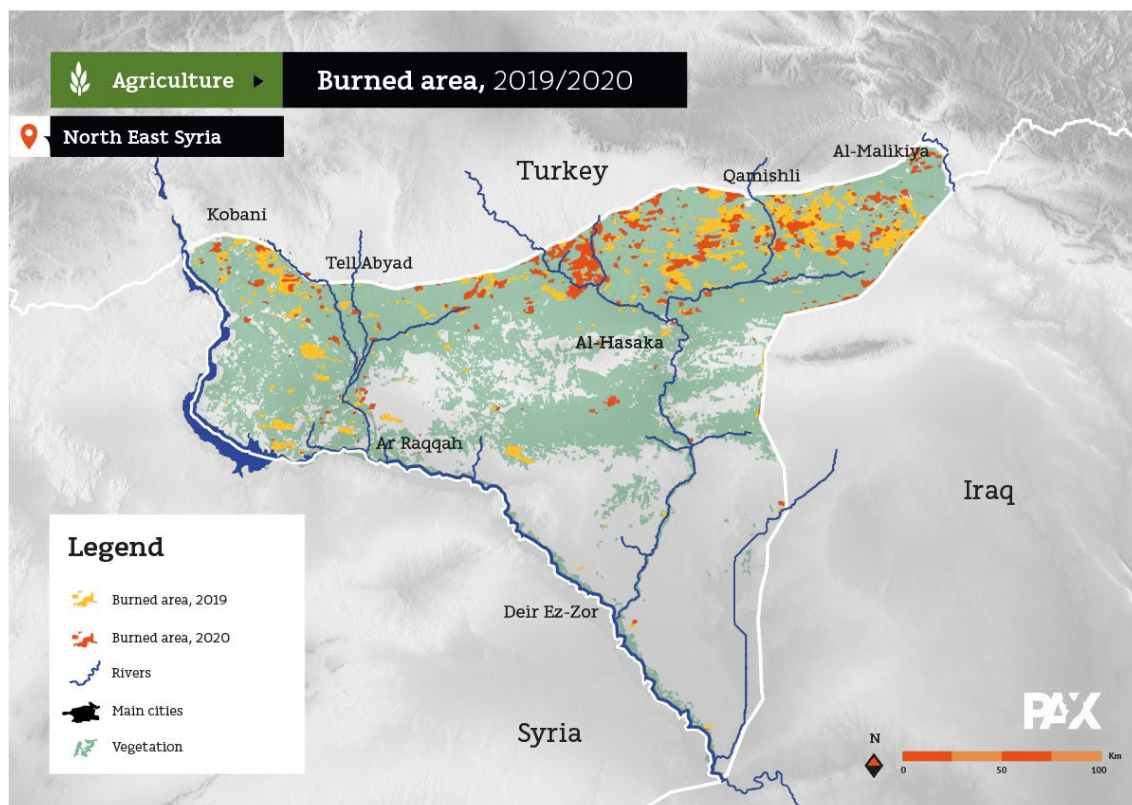 Agriculture
Burned area, 2019/2020
North East Syria
Turkey
Al-Malikiya
Qamishli
Kobani
Tell Abyad
Al-Hasaka
Ar Raqqah
Iraq
Deir Ez-Zor
Syria
Legend
Burned area, 2019
Burned area, 2020
Rivers
Main cities
Vegetation
PAX
N
Km
0 50 100